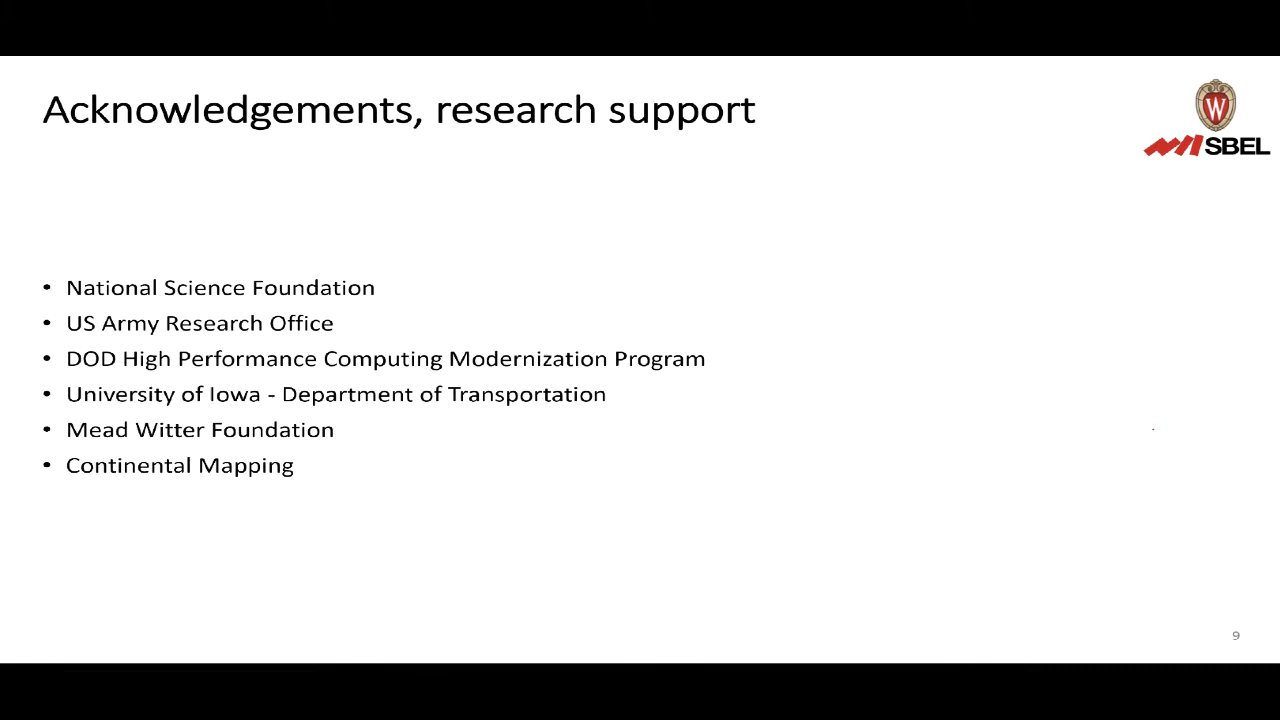 Acknowledgements, research support
W
SBEL
• National Science Foundation
• US Army Research Office
• DOD High Performance Computing Modernization Program
• University of Iowa - Department of Transportation
• Mead Witter Foundation
• Continental Mapping
9